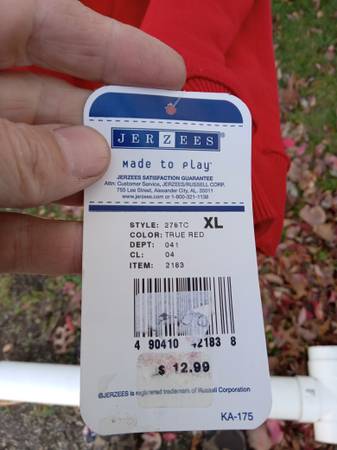 JERZEES
made to play
JERZEES SATISFACTION GUARANTEE
Attn: Customer Service, JERZEES/RUSSELL CORP.
755 Lee Street, Alexander City, AL. 35011
www.jerzees.com or 1-800-321-1138
STYLE: 276TC XL
COLOR: TRUE RED
DEPT: 041
CL: 04
ITEM: 2183
4 90410 42183 8
$ 12.99
®JERZEES is registered trademark of Russell Corporation
KA-175